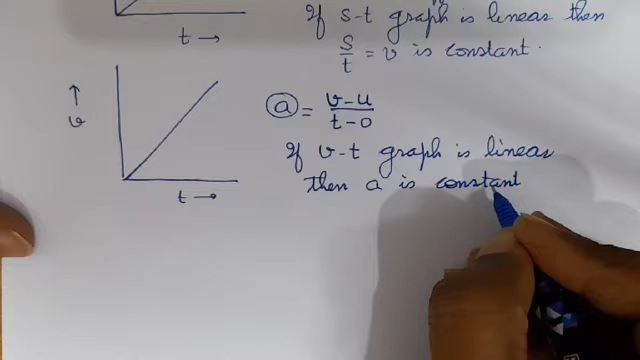 If s-t graph is linear then
s/t = v is constant.
t →
↑
v
a = v-u/t-0
If v-t graph is linear
then a is constant
t →